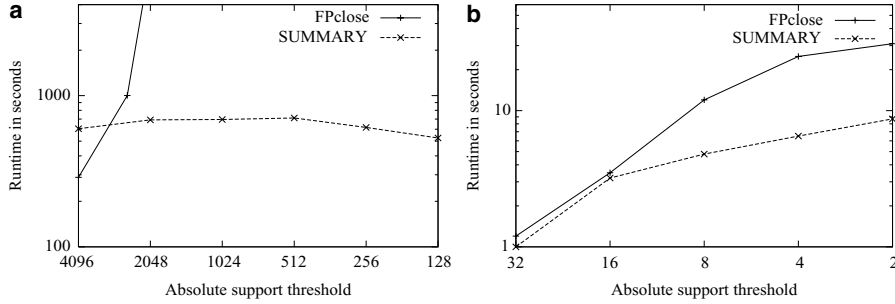 a
FPclose
SUMMARY
Runtime in seconds
1000
100
4096
2048
1024
512
256
128
Absolute support threshold
b
FPclose
SUMMARY
Runtime in seconds
10
1
32
16
8
4
2
Absolute support threshold